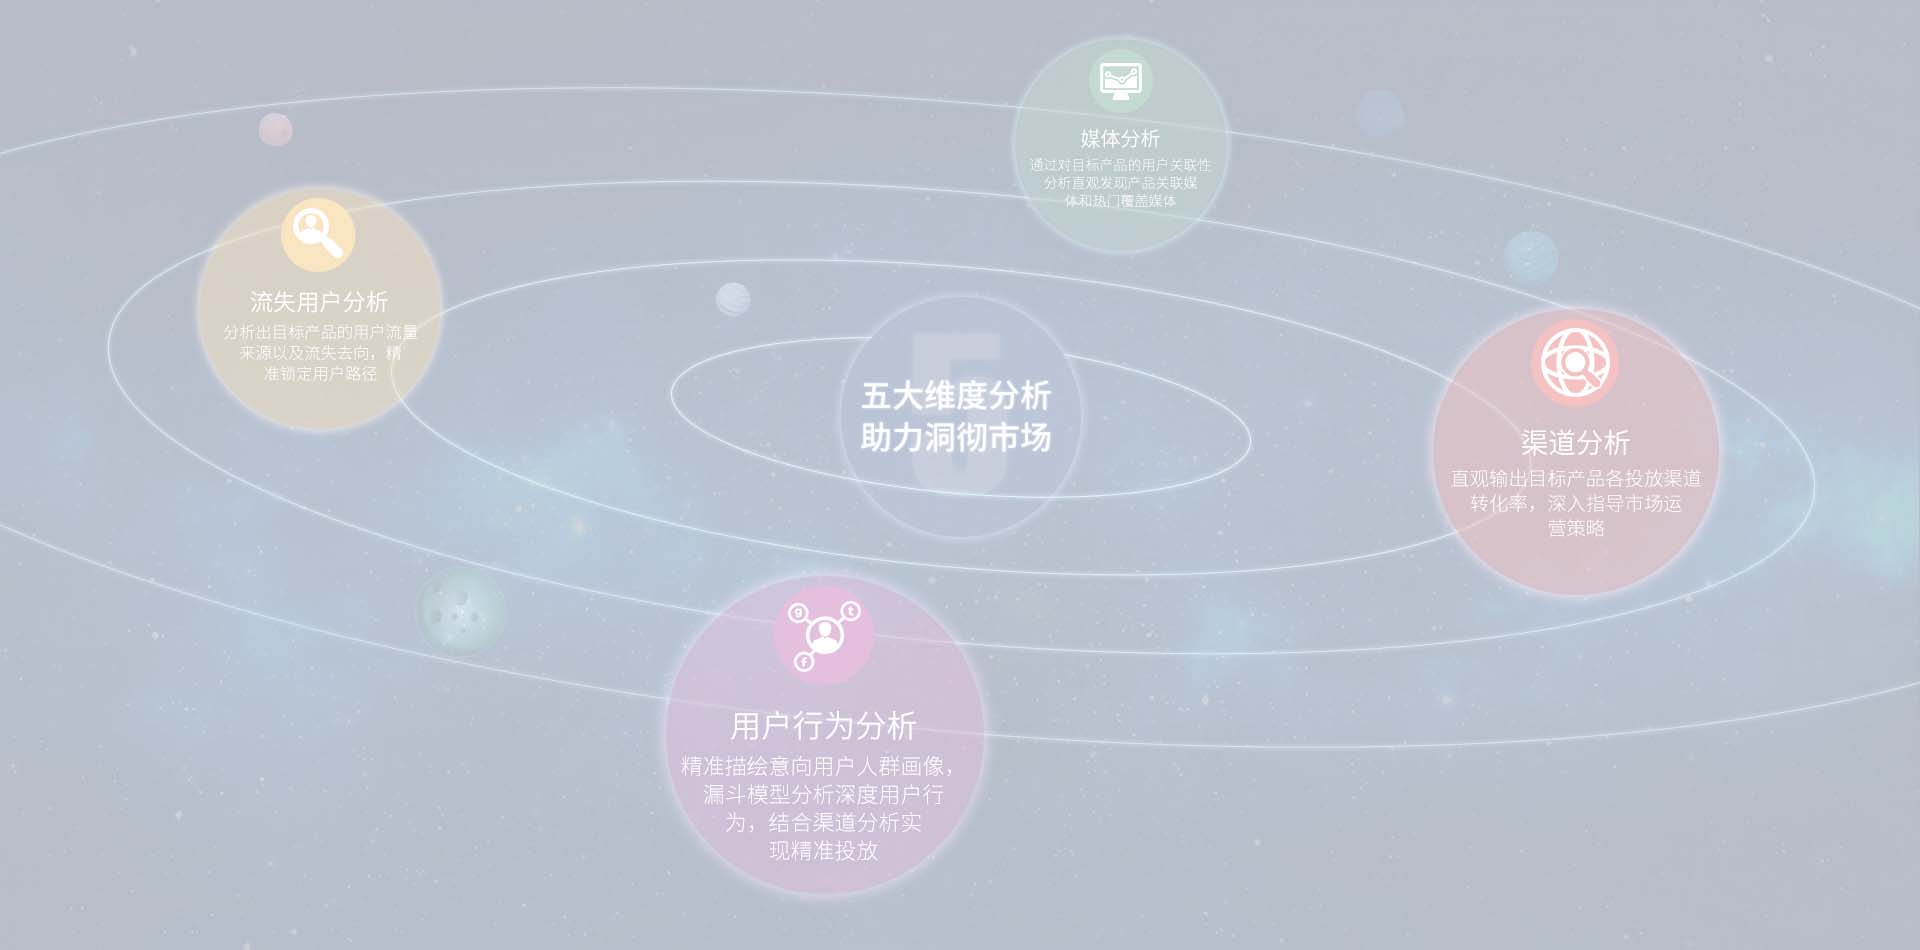 媒体分析
通过对目标产品的用户关联性
分析直观发现产品关联媒
体和热门覆盖媒体
流失用户分析
分析出目标产品的用户流量
来源以及流失去向，精
准锁定用户路径
5
五大维度分析
助力洞彻市场
渠道分析
直观输出目标产品各投放渠道
转化率，深入指导市场运
营策略
g
t
f
用户行为分析
精准描绘意向用户人群画像，
漏斗模型分析深度用户行
为，结合渠道分析实
现精准投放